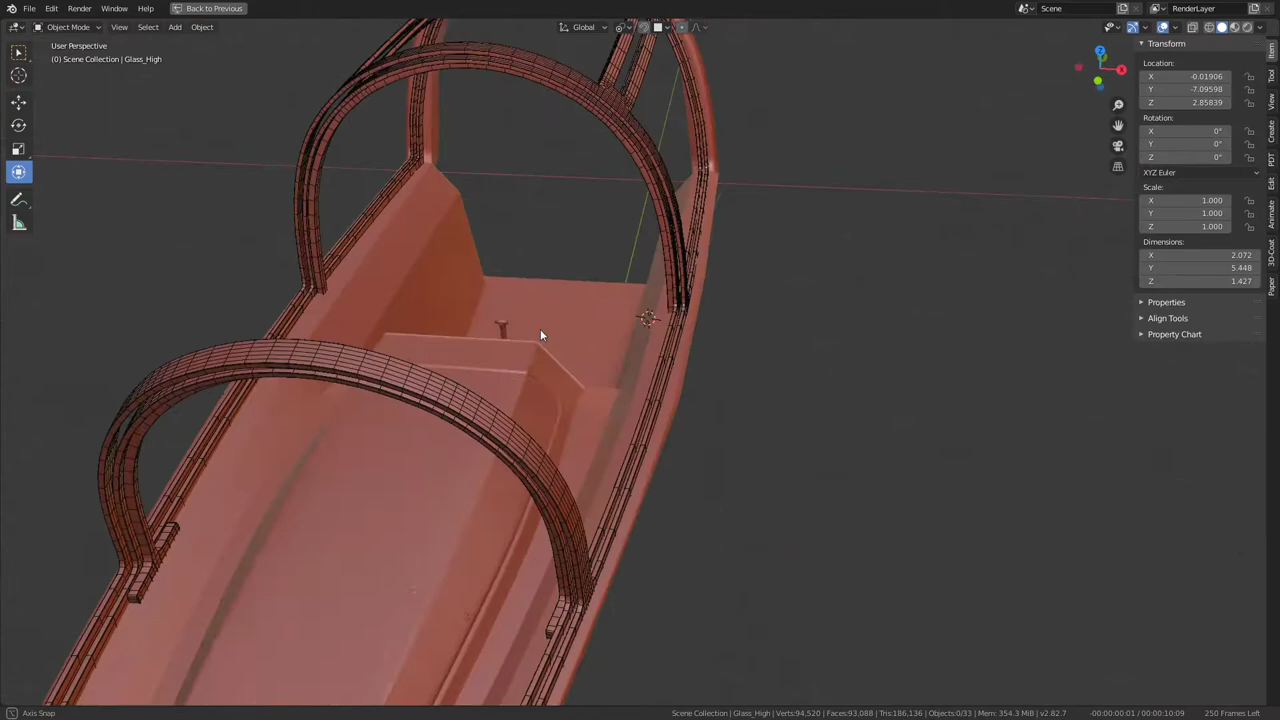 File Edit Render Window Help Back to Previous Scene RenderLayer
Object Mode View Select Add Object Global
User Perspective
(0) Scene Collection | Glass_High
Transform
Location:
X -0.01906
Y -7.09598
Z 2.85839
Rotation:
X 0°
Y 0°
Z 0°
XYZ Euler
Scale:
X 1.000
Y 1.000
Z 1.000
Dimensions:
X 2.072
Y 5.448
Z 1.427
Properties
Align Tools
Property Chart
Item
Tool
View
Create
PDT
Edit
Animate
3D-Coat
Paper
Z
X
Axis Snap
Scene Collection | Glass_High | Verts:94,520 | Faces:93,088 | Tris:186,136 | Objects:0/33 | Mem: 354.3 MiB | v2.82.7
-00:00:00:01 / 00:00:10:09
250 Frames Left